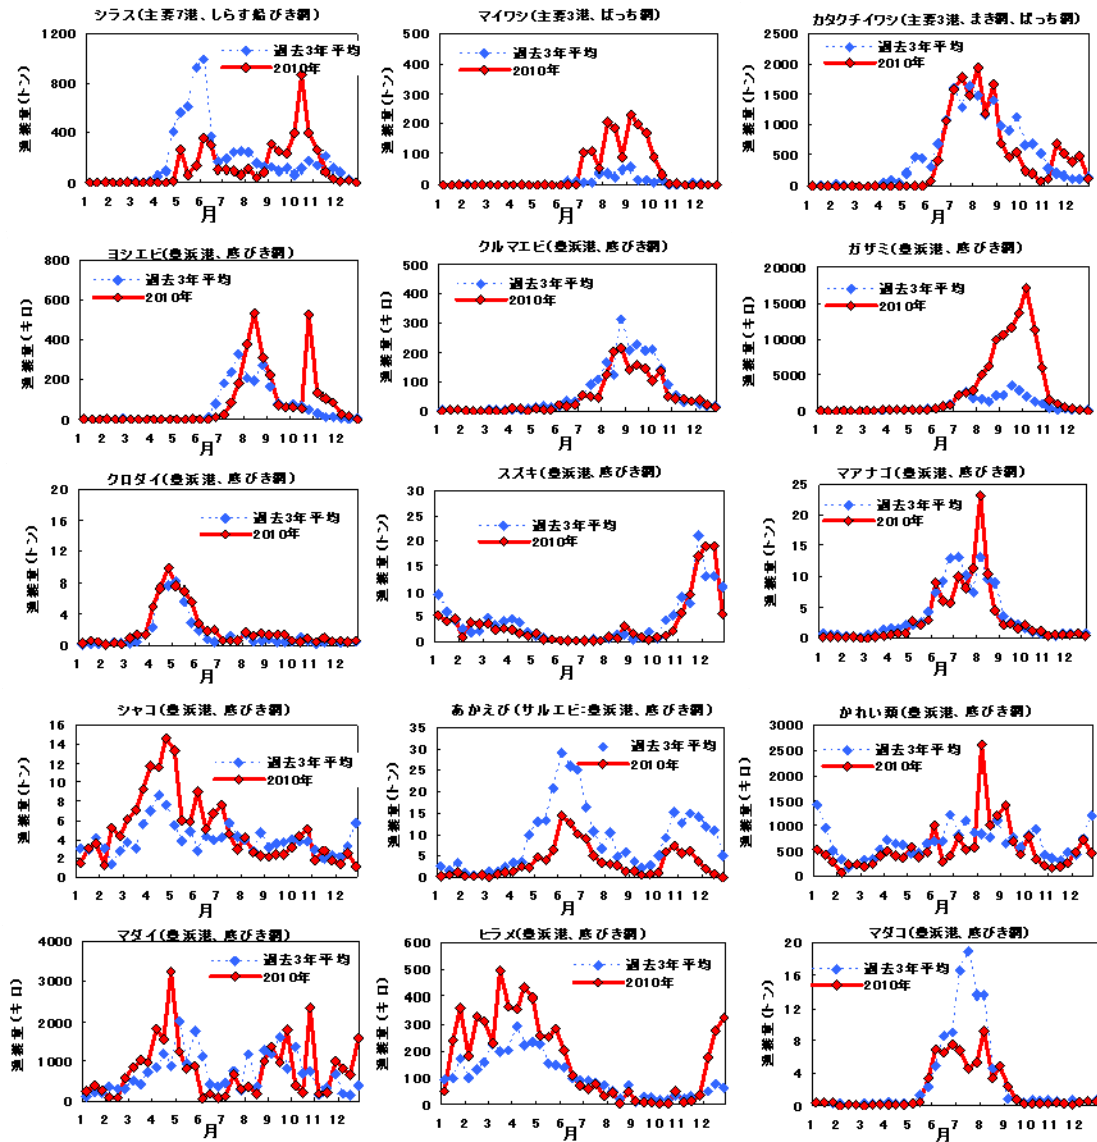 シラス(主要7港、しらす船びき網)
1200
800
400
0
漁獲量(トン)
過去3年平均
2010年
1 2 3 4 5 6 7 8 9 10 11 12
月
マイワシ(主要3港、ばっち網)
500
400
300
200
100
0
漁獲量(トン)
過去3年平均
2010年
1 2 3 4 5 6 7 8 9 10 11 12
月
カタクチイワシ(主要3港、まき網、ばっち網)
2500
2000
1500
1000
500
0
漁獲量(トン)
過去3年平均
2010年
1 2 3 4 5 6 7 8 9 10 11 12
月
ヨシエビ(豊浜港、底びき網)
800
600
400
200
0
漁獲量(キロ)
過去3年平均
2010年
1 2 3 4 5 6 7 8 9 10 11 12
月
クルマエビ(豊浜港、底びき網)
500
400
300
200
100
0
漁獲量(キロ)
過去3年平均
2010年
1 2 3 4 5 6 7 8 9 10 11 12
月
ガザミ(豊浜港、底びき網)
20000
15000
10000
5000
0
漁獲量(キロ)
過去3年平均
2010年
1 2 3 4 5 6 7 8 9 10 11 12
月
クロダイ(豊浜港、底びき網)
20
16
12
8
4
0
漁獲量(トン)
過去3年平均
2010年
1 2 3 4 5 6 7 8 9 10 11 12
月
スズキ(豊浜港、底びき網)
30
25
20
15
10
5
0
漁獲量(トン)
過去3年平均
2010年
1 2 3 4 5 6 7 8 9 10 11 12
月
マアナゴ(豊浜港、底びき網)
25
20
15
10
5
0
漁獲量(トン)
過去3年平均
2010年
1 2 3 4 5 6 7 8 9 10 11 12
月
シャコ(豊浜港、底びき網)
16
14
12
10
8
6
4
2
0
漁獲量(トン)
過去3年平均
2010年
1 2 3 4 5 6 7 8 9 10 11 12
月
あかえび(サルエビ:豊浜港、底びき網)
35
30
25
20
15
10
5
0
漁獲量(トン)
過去3年平均
2010年
1 2 3 4 5 6 7 8 9 10 11 12
月
かれい類(豊浜港、底びき網)
3000
2500
2000
1500
1000
500
0
漁獲量(キロ)
過去3年平均
2010年
1 2 3 4 5 6 7 8 9 10 11 12
月
マダイ(豊浜港、底びき網)
4000
3000
2000
1000
0
漁獲量(キロ)
過去3年平均
2010年
1 2 3 4 5 6 7 8 9 10 11 12
月
ヒラメ(豊浜港、底びき網)
600
500
400
300
200
100
0
漁獲量(キロ)
過去3年平均
2010年
1 2 3 4 5 6 7 8 9 10 11 12
月
マダコ(豊浜港、底びき網)
20
16
12
8
4
0
漁獲量(トン)
過去3年平均
2010年
1 2 3 4 5 6 7 8 9 10 11 12
月